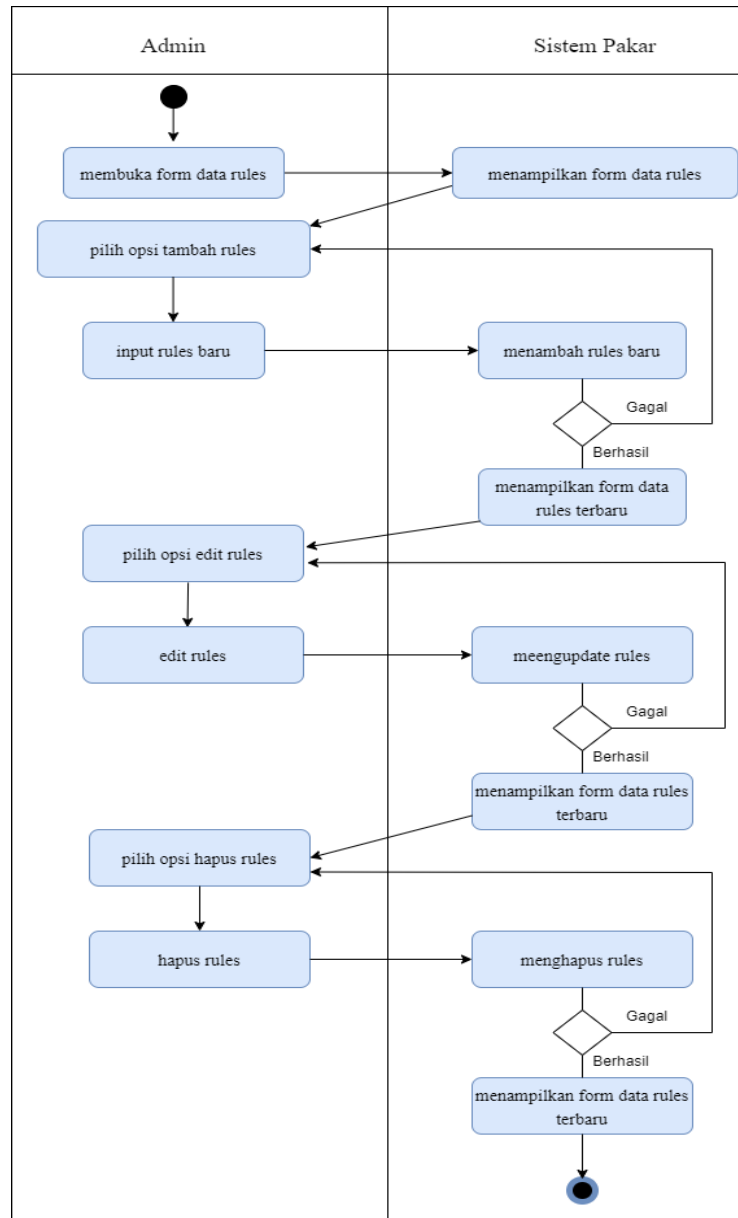 Admin
Sistem Pakar
membuka form data rules
menampilkan form data rules
pilih opsi tambah rules
input rules baru
menambah rules baru
Gagal
Berhasil
menampilkan form data
rules terbaru
pilih opsi edit rules
edit rules
meengupdate rules
Gagal
Berhasil
menampilkan form data rules
terbaru
pilih opsi hapus rules
hapus rules
menghapus rules
Gagal
Berhasil
menampilkan form data rules
terbaru